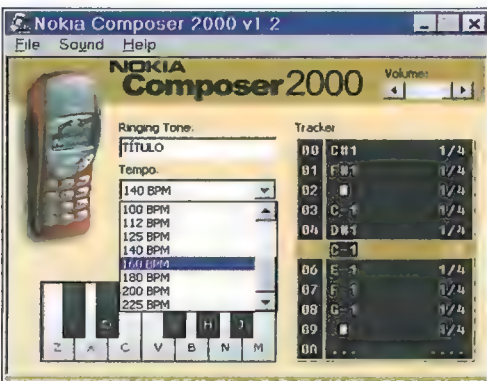 Nokia Composer 2000 v1.2
File Sound Help
NOKIA
Composer 2000
Volume:
Ringing Tone:
TÍTULO
Tempo:
140 BPM
100 BPM
112 BPM
125 BPM
140 BPM
160 BPM
180 BPM
200 BPM
225 BPM
Z X C V B N M
Tracker
00 C#1 1/4
01 F#1 1/4
02 1/4
03 C-1 1/4
04 D#1 1/4
C-1
06 E-1 1/4
07 F-1 1/4
08 G-1 1/4
09 1/4
0A ... ...